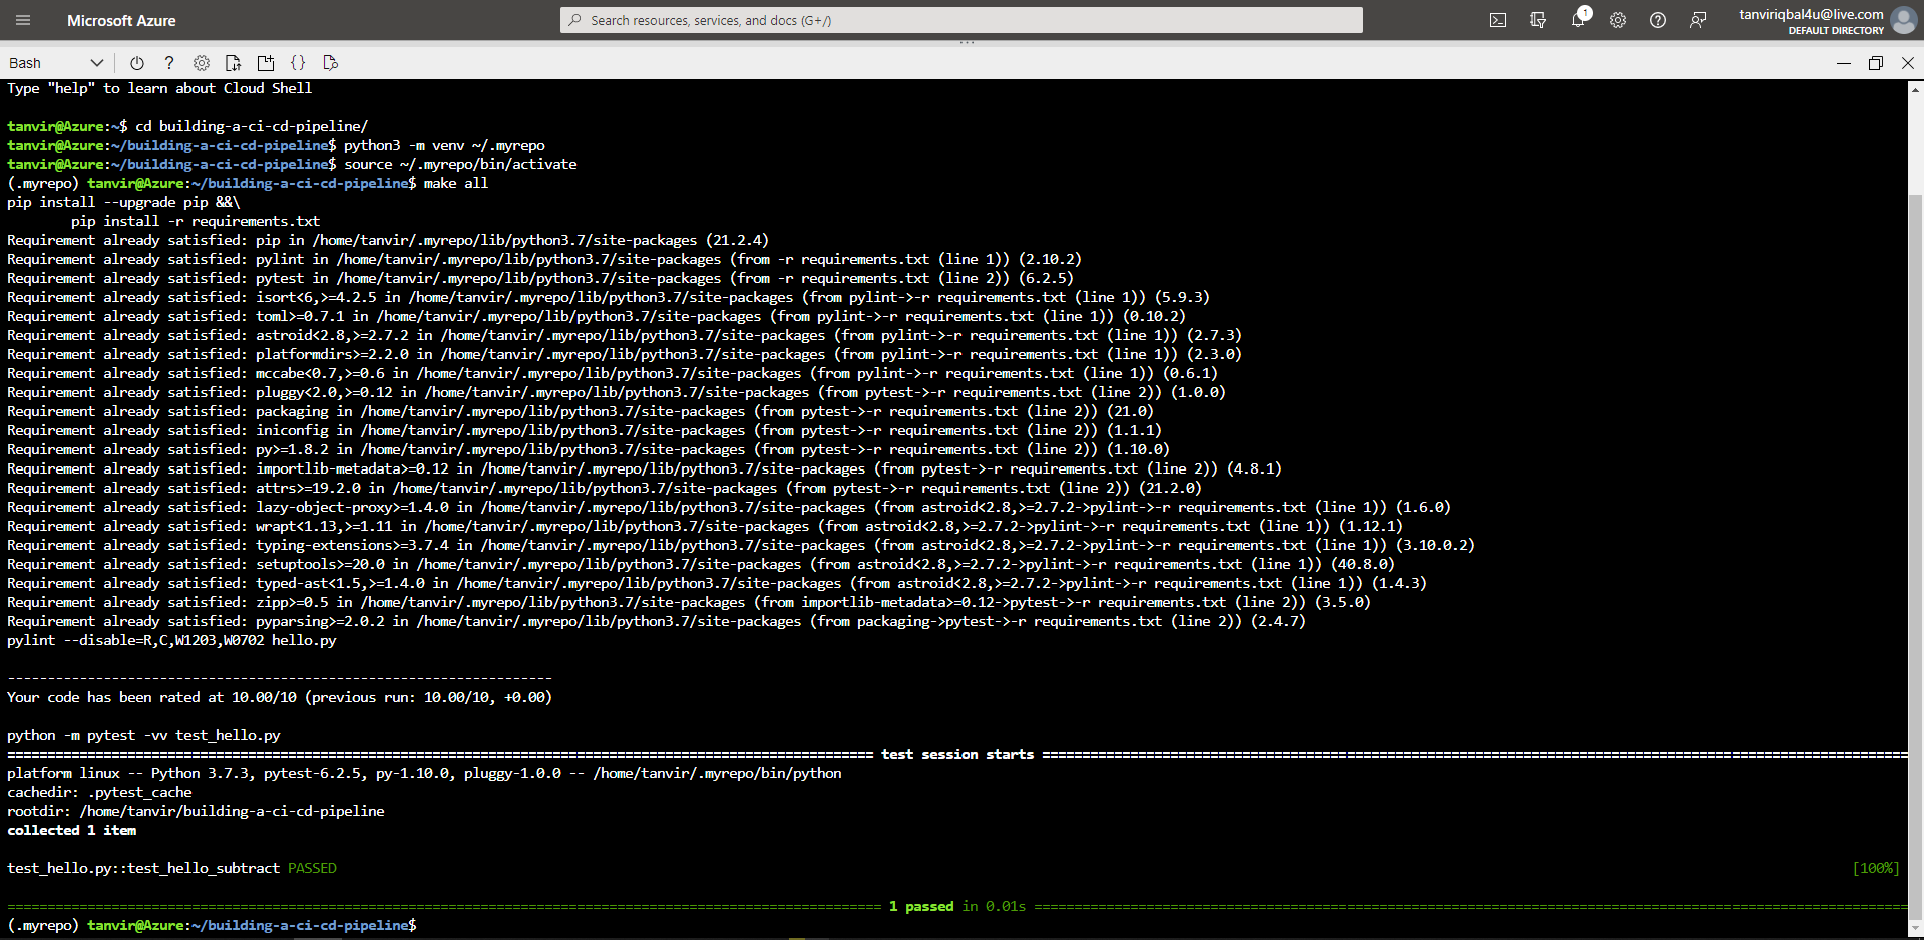 Microsoft Azure
Search resources, services, and docs (G+/)
1
tanviriqbal4u@live.com
DEFAULT DIRECTORY
Bash
?
{}
Type "help" to learn about Cloud Shell
tanvir@Azure:~$ cd building-a-ci-cd-pipeline/
tanvir@Azure:~/building-a-ci-cd-pipeline$ python3 -m venv ~/.myrepo
tanvir@Azure:~/building-a-ci-cd-pipeline$ source ~/.myrepo/bin/activate
(.myrepo) tanvir@Azure:~/building-a-ci-cd-pipeline$ make all
pip install --upgrade pip &&\
pip install -r requirements.txt
Requirement already satisfied: pip in /home/tanvir/.myrepo/lib/python3.7/site-packages (21.2.4)
Requirement already satisfied: pylint in /home/tanvir/.myrepo/lib/python3.7/site-packages (from -r requirements.txt (line 1)) (2.10.2)
Requirement already satisfied: pytest in /home/tanvir/.myrepo/lib/python3.7/site-packages (from -r requirements.txt (line 2)) (6.2.5)
Requirement already satisfied: isort<6,>=4.2.5 in /home/tanvir/.myrepo/lib/python3.7/site-packages (from pylint->-r requirements.txt (line 1)) (5.9.3)
Requirement already satisfied: toml>=0.7.1 in /home/tanvir/.myrepo/lib/python3.7/site-packages (from pylint->-r requirements.txt (line 1)) (0.10.2)
Requirement already satisfied: astroid<2.8,>=2.7.2 in /home/tanvir/.myrepo/lib/python3.7/site-packages (from pylint->-r requirements.txt (line 1)) (2.7.3)
Requirement already satisfied: platformdirs>=2.2.0 in /home/tanvir/.myrepo/lib/python3.7/site-packages (from pylint->-r requirements.txt (line 1)) (2.3.0)
Requirement already satisfied: mccabe<0.7,>=0.6 in /home/tanvir/.myrepo/lib/python3.7/site-packages (from pylint->-r requirements.txt (line 1)) (0.6.1)
Requirement already satisfied: pluggy<2.0,>=0.12 in /home/tanvir/.myrepo/lib/python3.7/site-packages (from pytest->-r requirements.txt (line 2)) (1.0.0)
Requirement already satisfied: packaging in /home/tanvir/.myrepo/lib/python3.7/site-packages (from pytest->-r requirements.txt (line 2)) (21.0)
Requirement already satisfied: iniconfig in /home/tanvir/.myrepo/lib/python3.7/site-packages (from pytest->-r requirements.txt (line 2)) (1.1.1)
Requirement already satisfied: py>=1.8.2 in /home/tanvir/.myrepo/lib/python3.7/site-packages (from pytest->-r requirements.txt (line 2)) (1.10.0)
Requirement already satisfied: importlib-metadata>=0.12 in /home/tanvir/.myrepo/lib/python3.7/site-packages (from pytest->-r requirements.txt (line 2)) (4.8.1)
Requirement already satisfied: attrs>=19.2.0 in /home/tanvir/.myrepo/lib/python3.7/site-packages (from pytest->-r requirements.txt (line 2)) (21.2.0)
Requirement already satisfied: lazy-object-proxy>=1.4.0 in /home/tanvir/.myrepo/lib/python3.7/site-packages (from astroid<2.8,>=2.7.2->pylint->-r requirements.txt (line 1)) (1.6.0)
Requirement already satisfied: wrapt<1.13,>=1.11 in /home/tanvir/.myrepo/lib/python3.7/site-packages (from astroid<2.8,>=2.7.2->pylint->-r requirements.txt (line 1)) (1.12.1)
Requirement already satisfied: typing-extensions>=3.7.4 in /home/tanvir/.myrepo/lib/python3.7/site-packages (from astroid<2.8,>=2.7.2->pylint->-r requirements.txt (line 1)) (3.10.0.2)
Requirement already satisfied: setuptools>=20.0 in /home/tanvir/.myrepo/lib/python3.7/site-packages (from astroid<2.8,>=2.7.2->pylint->-r requirements.txt (line 1)) (40.8.0)
Requirement already satisfied: typed-ast<1.5,>=1.4.0 in /home/tanvir/.myrepo/lib/python3.7/site-packages (from astroid<2.8,>=2.7.2->pylint->-r requirements.txt (line 1)) (1.4.3)
Requirement already satisfied: zipp>=0.5 in /home/tanvir/.myrepo/lib/python3.7/site-packages (from importlib-metadata>=0.12->pytest->-r requirements.txt (line 2)) (3.5.0)
Requirement already satisfied: pyparsing>=2.0.2 in /home/tanvir/.myrepo/lib/python3.7/site-packages (from packaging->pytest->-r requirements.txt (line 2)) (2.4.7)
pylint --disable=R,C,W1203,W0702 hello.py
--------------------------------------------------------------------
Your code has been rated at 10.00/10 (previous run: 10.00/10, +0.00)
python -m pytest -vv test_hello.py
============ test session starts ============
platform linux -- Python 3.7.3, pytest-6.2.5, py-1.10.0, pluggy-1.0.0 -- /home/tanvir/.myrepo/bin/python
cachedir: .pytest_cache
rootdir: /home/tanvir/building-a-ci-cd-pipeline
collected 1 item
test_hello.py::test_hello_subtract PASSED [100%]
============ 1 passed in 0.01s ============
(.myrepo) tanvir@Azure:~/building-a-ci-cd-pipeline$